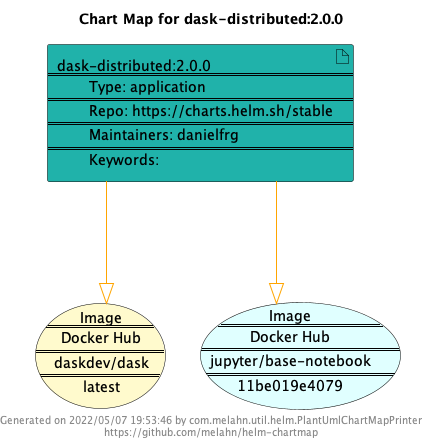 Chart Map for dask-distributed:2.0.0
dask-distributed:2.0.0
Type: application
Repo: https://charts.helm.sh/stable
Maintainers: danielfrg
Keywords:
Image
Docker Hub
daskdev/dask
latest
Image
Docker Hub
jupyter/base-notebook
11be019e4079
Generated on 2022/05/07 19:53:46 by com.melahn.util.helm.PlantUmlChartMapPrinter
https://github.com/melahn/helm-chartmap